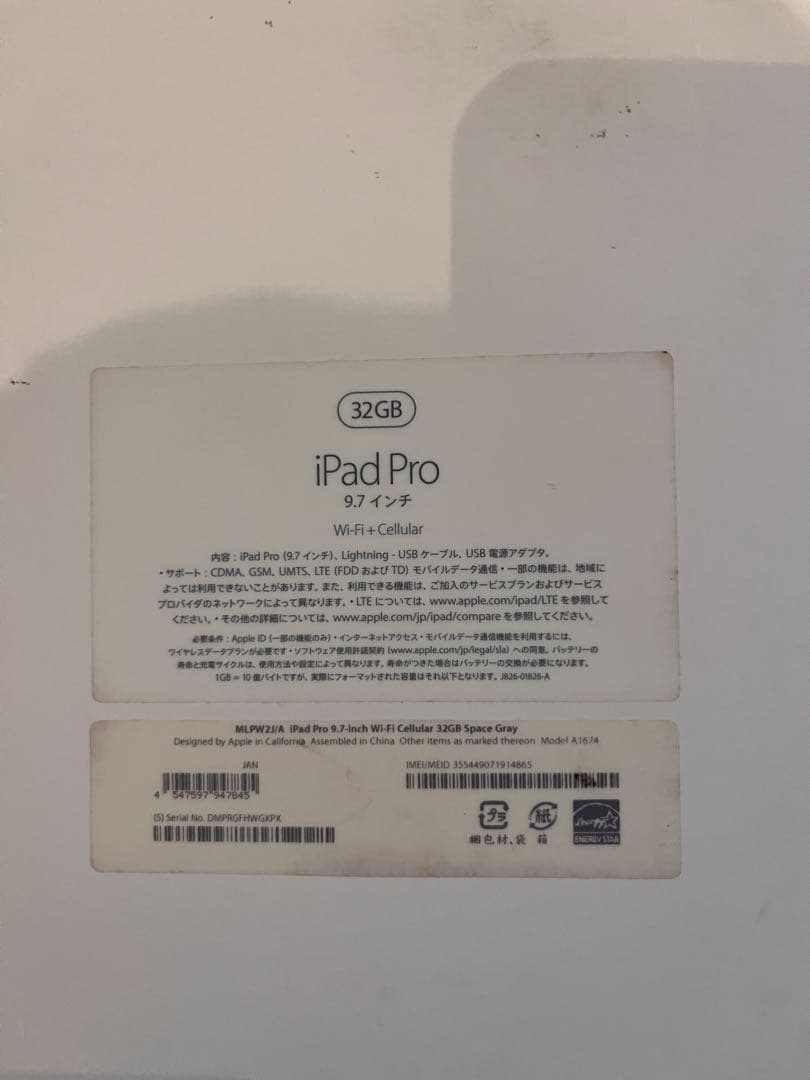 32GB
iPad Pro
9.7 インチ
Wi-Fi + Cellular
内容：iPad Pro (9.7 インチ)、Lightning - USB ケーブル、USB 電源アダプタ。
・サポート：CDMA、GSM、UMTS、LTE (FDD および TD) モバイルデータ通信・一部の機能は、地域に
よっては利用できないことがあります。また、利用できる機能は、ご加入のサービスプランおよびサービス
プロバイダのネットワークによって異なります。・LTE については、www.apple.com/ipad/LTE を参照して
ください。・その他の詳細については、www.apple.com/jp/ipad/compare を参照してください。
必要条件：Apple ID (一部の機能のみ)・インターネットアクセス・モバイルデータ通信機能を利用するには、
ワイヤレスデータプランが必要です・ソフトウェア使用許諾契約 (www.apple.com/jp/legal/sla) への同意。バッテリーの
寿命と充電サイクルは、使用方法や設定によって異なります。寿命がつきた場合はバッテリーの交換が必要になります。
1GB = 10 億バイトですが、実際にフォーマットされた容量はそれ以下となります。J826-01826-A
MLPW2J/A iPad Pro 9.7-inch Wi-Fi Cellular 32GB Space Gray
Designed by Apple in California Assembled in China Other items as marked thereon Model A1674
JAN
4 547597 947845
IMEI/MEID 355449071914865
(S) Serial No. DMPRGFHWGXPX
プラ
紙
energy
ENERGY STAR
梱包材、袋 箱